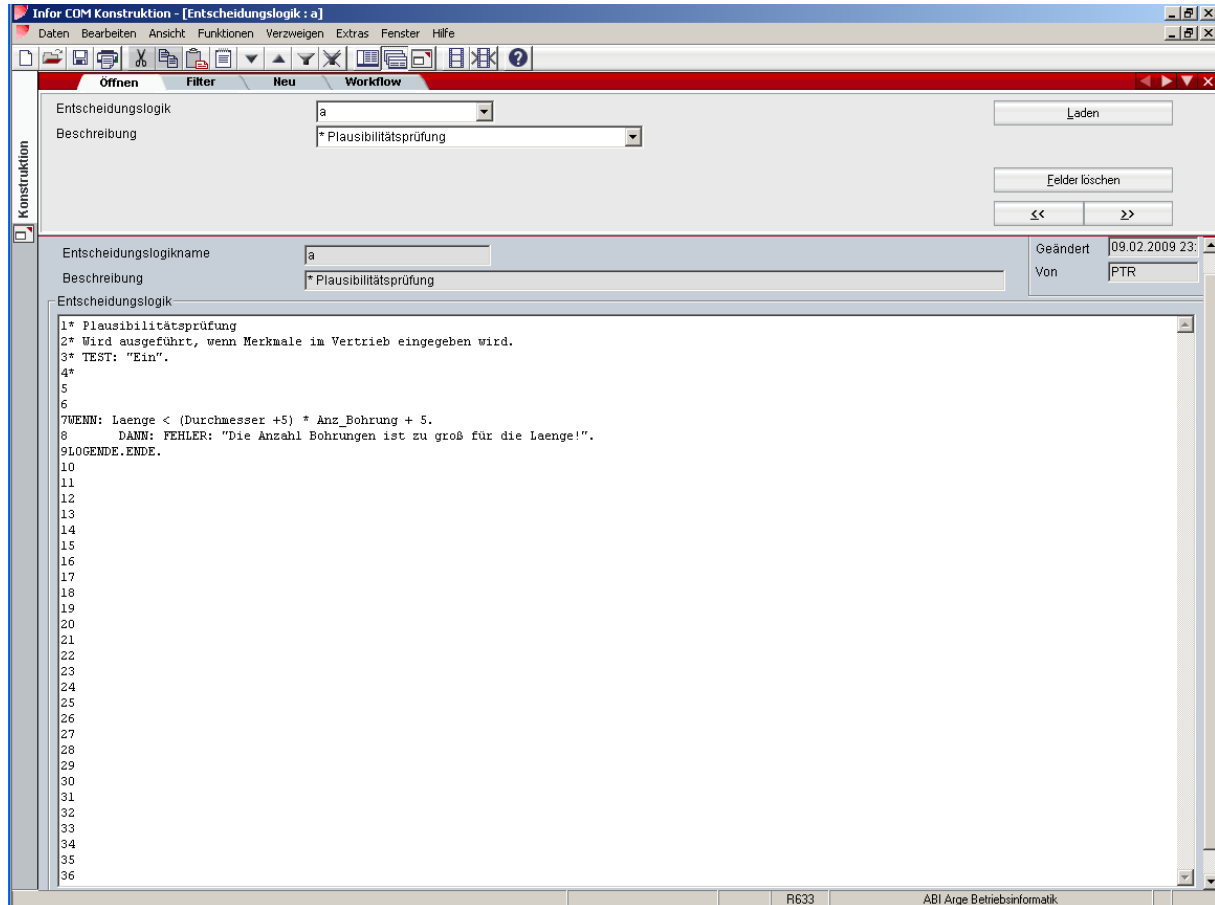 Infor COM Konstruktion - [Entscheidungslogik : a]
Daten Bearbeiten Ansicht Funktionen Verzweigen Extras Fenster Hilfe
Öffnen Filter Neu Workflow
Konstruktion
Entscheidungslogik a Laden
Beschreibung * Plausibilitätsprüfung
Felder löschen
<< >>
Entscheidungslogikname a Geändert 09.02.2009 23:
Beschreibung * Plausibilitätsprüfung Von PTR
Entscheidungslogik
1* Plausibilitätsprüfung
2* Wird ausgeführt, wenn Merkmale im Vertrieb eingegeben wird.
3* TEST: "Ein".
4*
5
6
7WENN: Laenge < (Durchmesser +5) * Anz_Bohrung + 5.
8 DANN: FEHLER: "Die Anzahl Bohrungen ist zu groß für die Laenge!".
9LOGENDE.ENDE.
10
11
12
13
14
15
16
17
18
19
20
21
22
23
24
25
26
27
28
29
30
31
32
33
34
35
36
R633 ABI Arge Betriebsinformatik